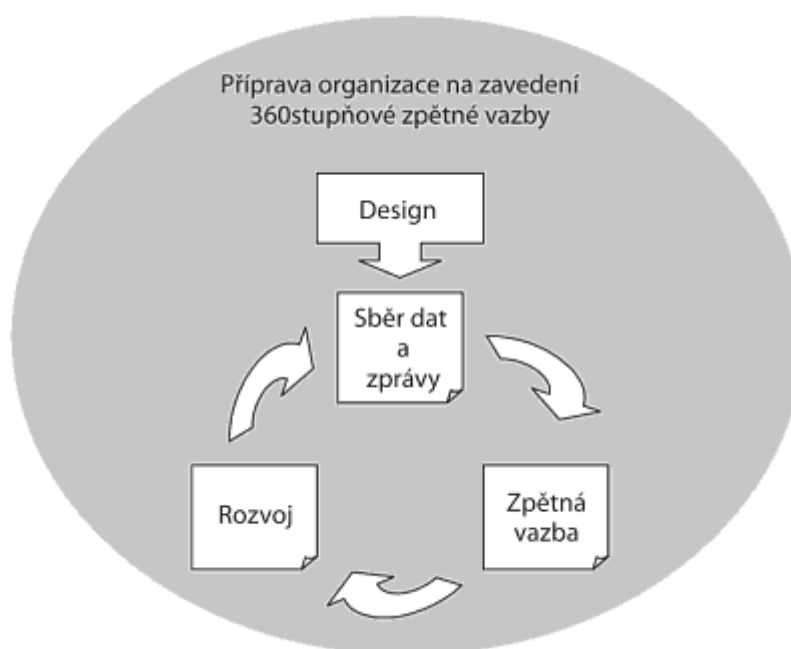 Příprava organizace na zavedení
360stupňové zpětné vazby
Design
Sběr dat
a
zprávy
Rozvoj
Zpětná
vazba